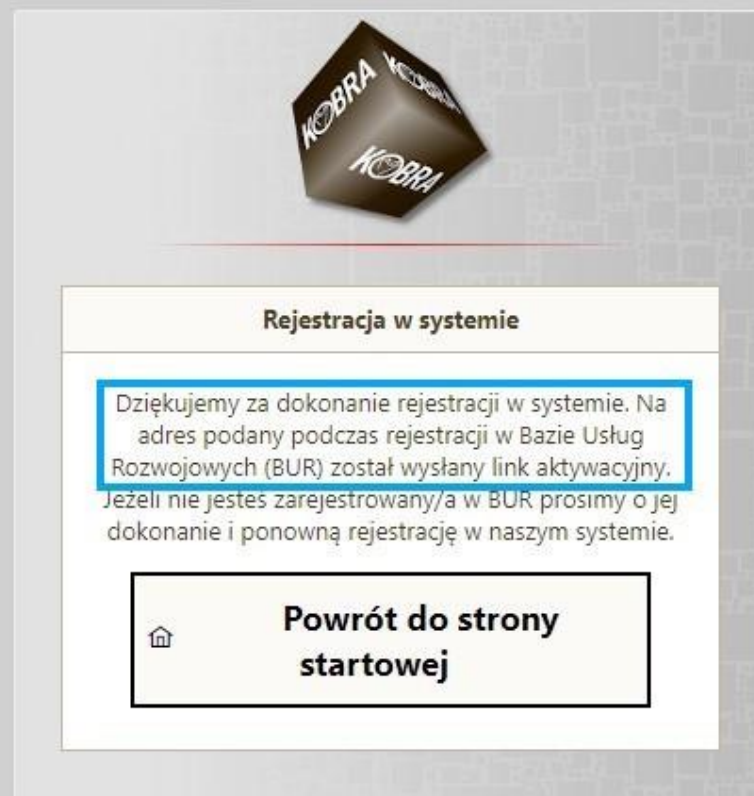 KOBRA
KOBRA
KOBRA
Rejestracja w systemie
Dziękujemy za dokonanie rejestracji w systemie. Na
adres podany podczas rejestracji w Bazie Usług
Rozwojowych (BUR) został wysłany link aktywacyjny.
Jeżeli nie jesteś zarejestrowany/a w BUR prosimy o jej
dokonanie i ponowną rejestrację w naszym systemie.
Powrót do strony
startowej